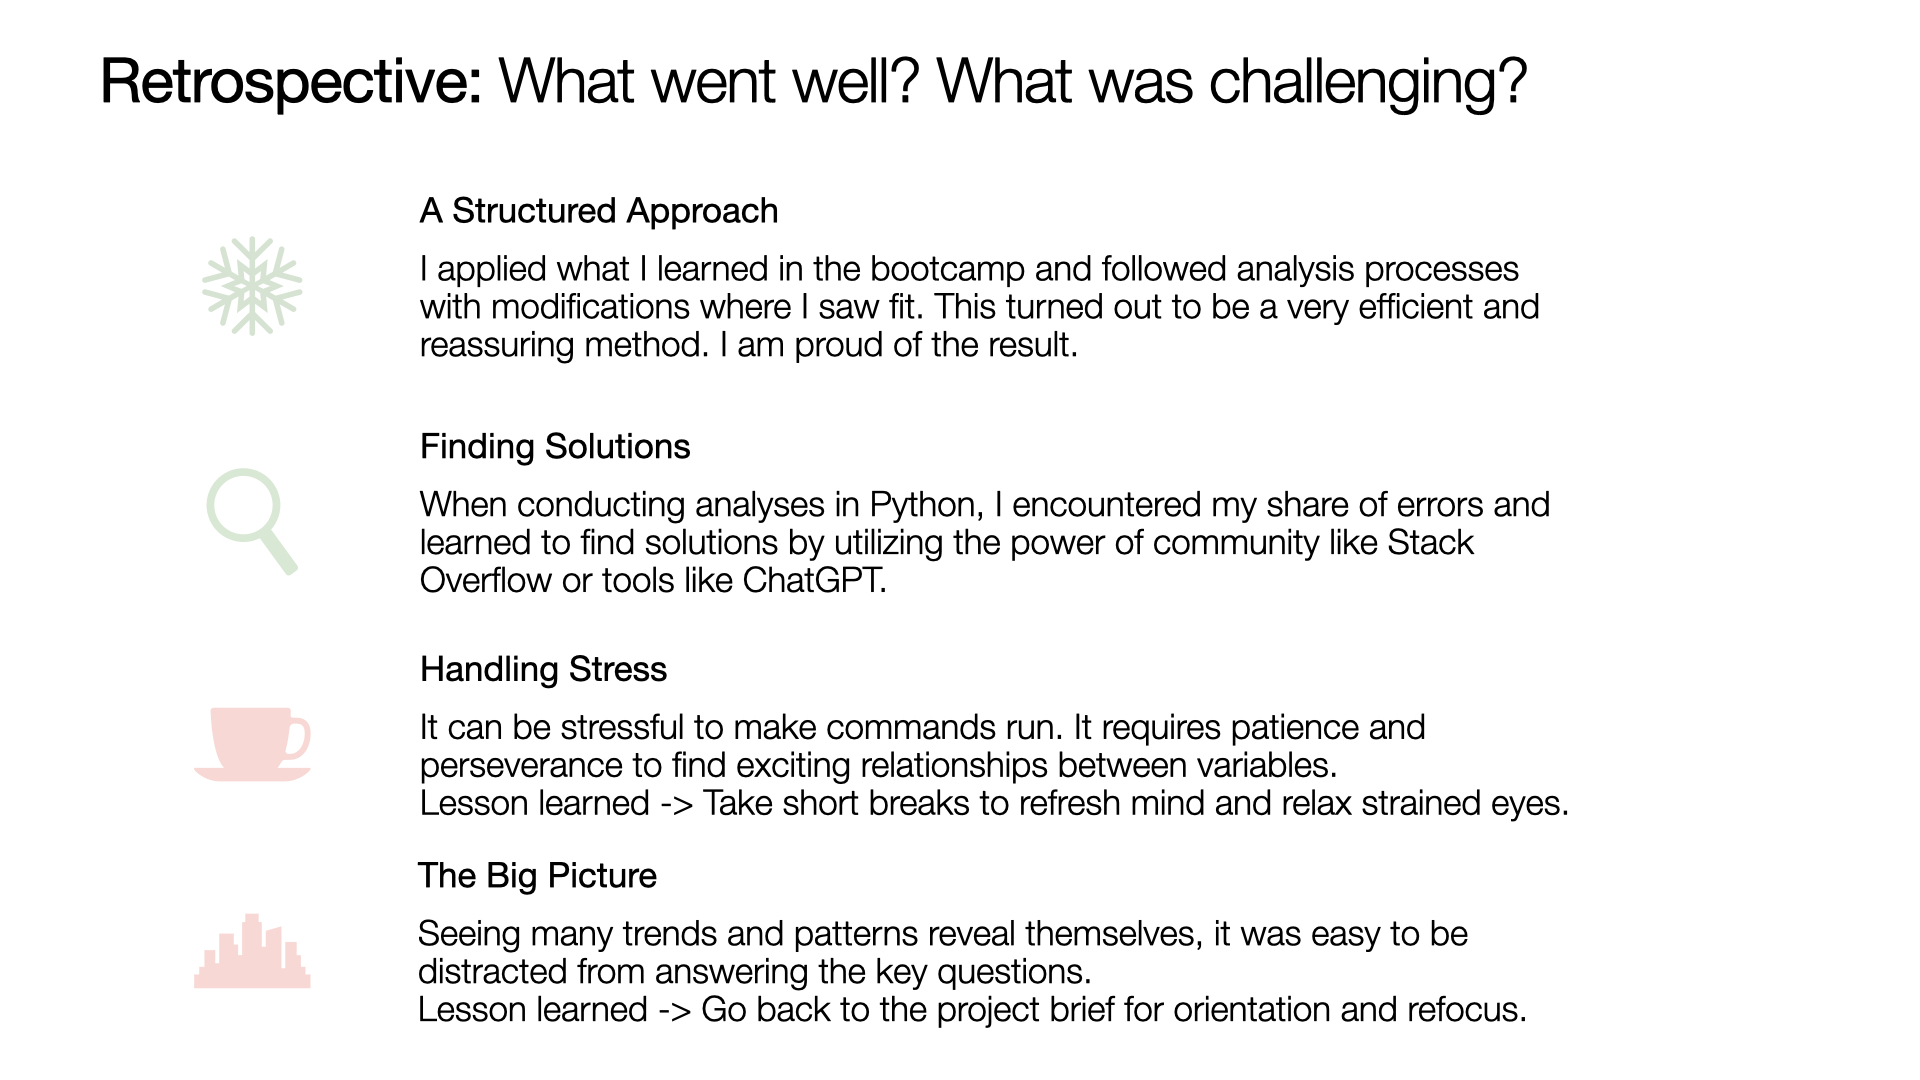 Retrospective: What went well? What was challenging?
A Structured Approach
I applied what I learned in the bootcamp and followed analysis processes
with modifications where I saw fit. This turned out to be a very efficient and
reassuring method. I am proud of the result.
Finding Solutions
When conducting analyses in Python, I encountered my share of errors and
learned to find solutions by utilizing the power of community like Stack
Overflow or tools like ChatGPT.
Handling Stress
It can be stressful to make commands run. It requires patience and
perseverance to find exciting relationships between variables.
Lesson learned -> Take short breaks to refresh mind and relax strained eyes.
The Big Picture
Seeing many trends and patterns reveal themselves, it was easy to be
distracted from answering the key questions.
Lesson learned -> Go back to the project brief for orientation and refocus.